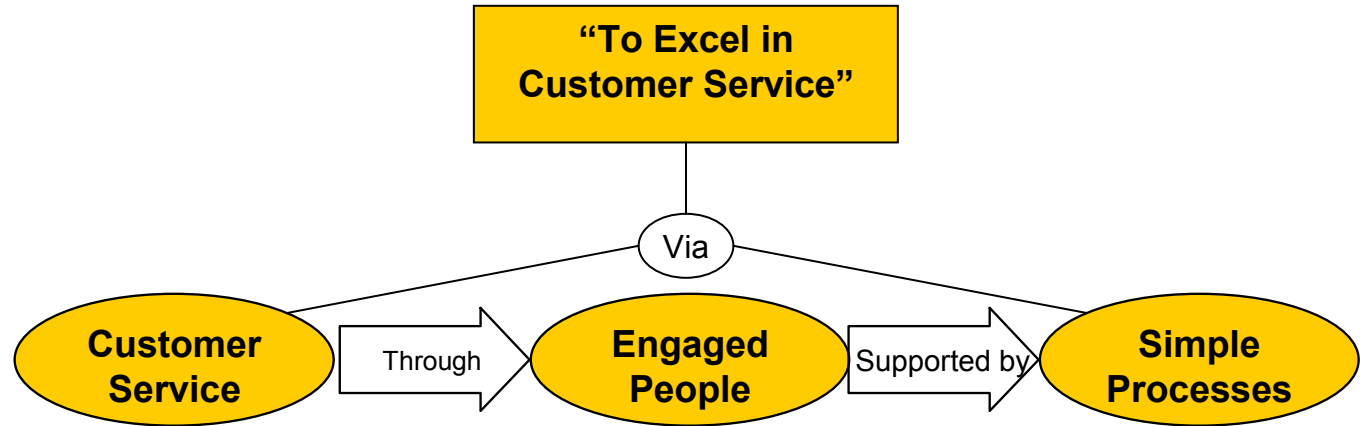 “To Excel in
Customer Service”
Via
Customer
Service
Through
Engaged
People
Supported by
Simple
Processes